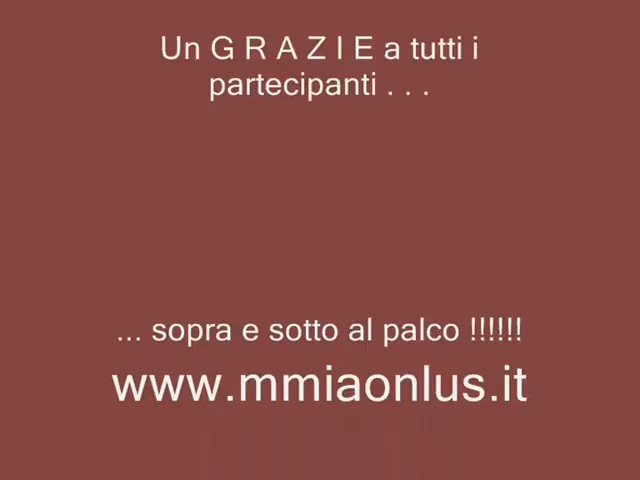 Un G R A Z I E a tutti i
partecipanti . . .
... sopra e sotto al palco !!!!!!
www.mmiaonlus.it